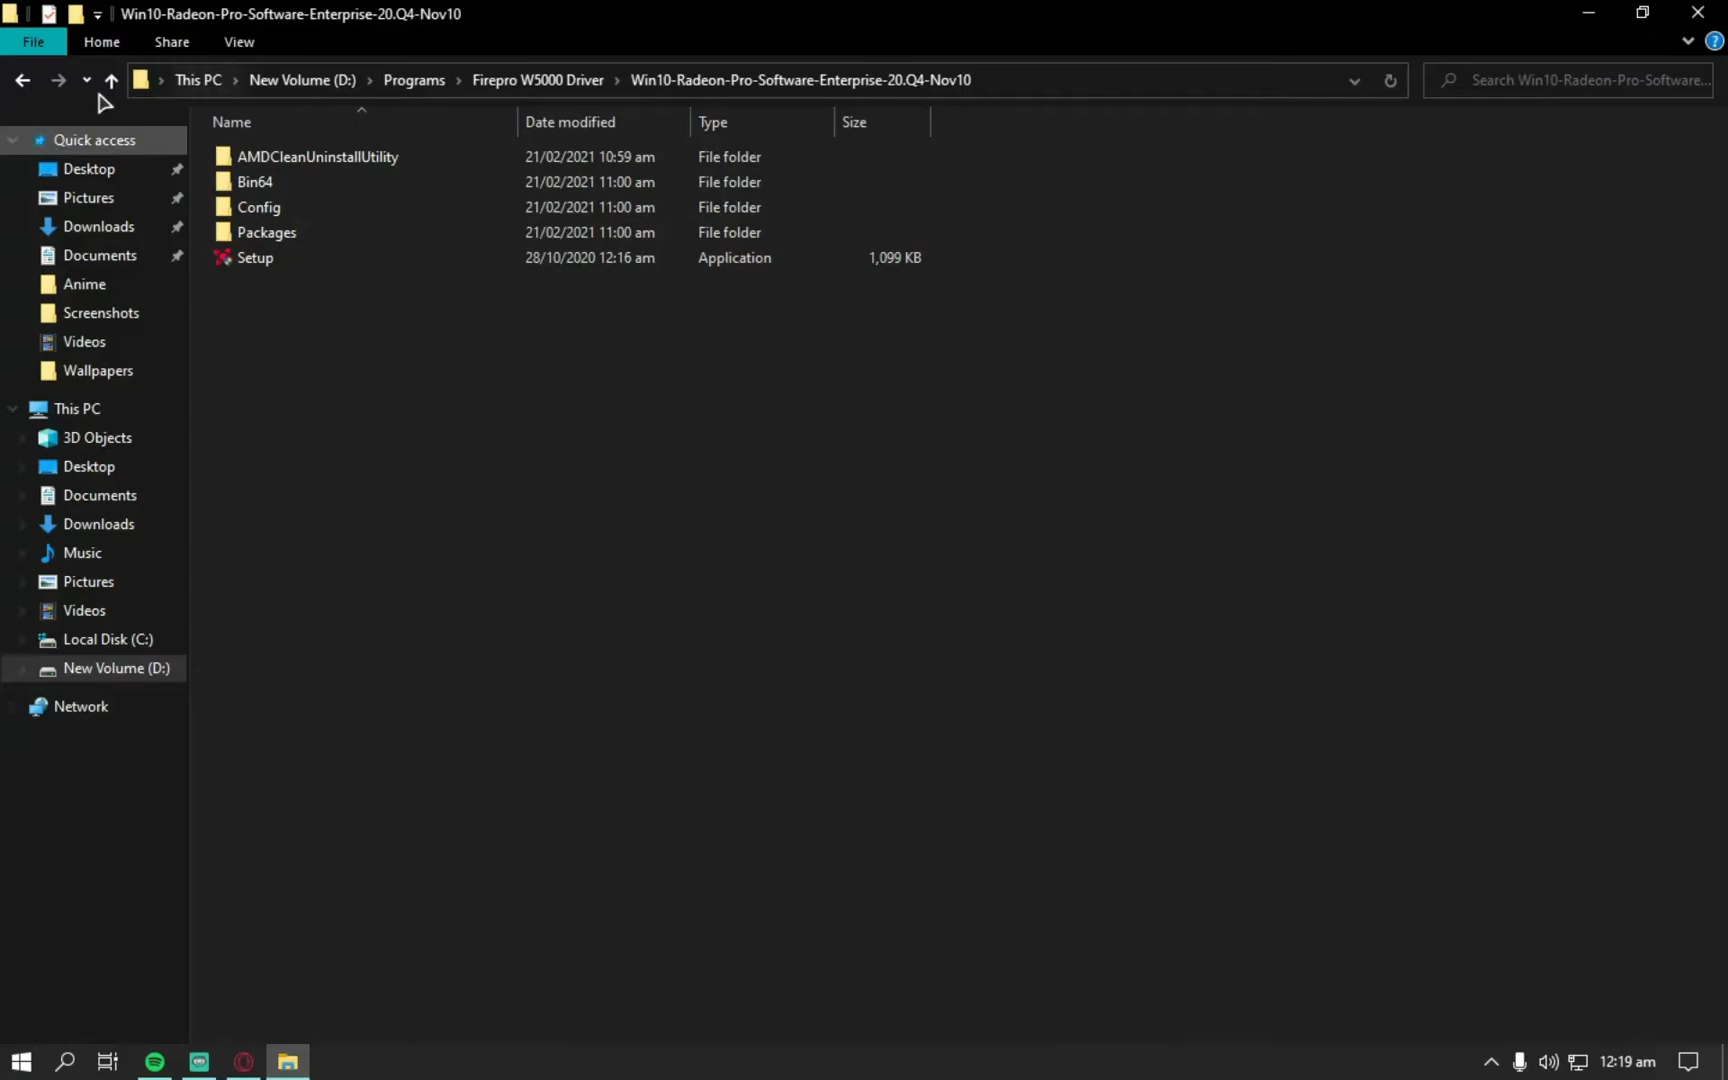 Win10-Radeon-Pro-Software-Enterprise-20.Q4-Nov10
File Home Share View
This PC New Volume (D:) Programs Firepro W5000 Driver Win10-Radeon-Pro-Software-Enterprise-20.Q4-Nov10 Search Win10-Radeon-Pro-Software...
Name Date modified Type Size
AMDCleanUninstallUtility 21/02/2021 10:59 am File folder
Bin64 21/02/2021 11:00 am File folder
Config 21/02/2021 11:00 am File folder
Packages 21/02/2021 11:00 am File folder
Setup 28/10/2020 12:16 am Application 1,099 KB
Quick access
Desktop
Pictures
Downloads
Documents
Anime
Screenshots
Videos
Wallpapers
This PC
3D Objects
Desktop
Documents
Downloads
Music
Pictures
Videos
Local Disk (C:)
New Volume (D:)
Network
12:19 am